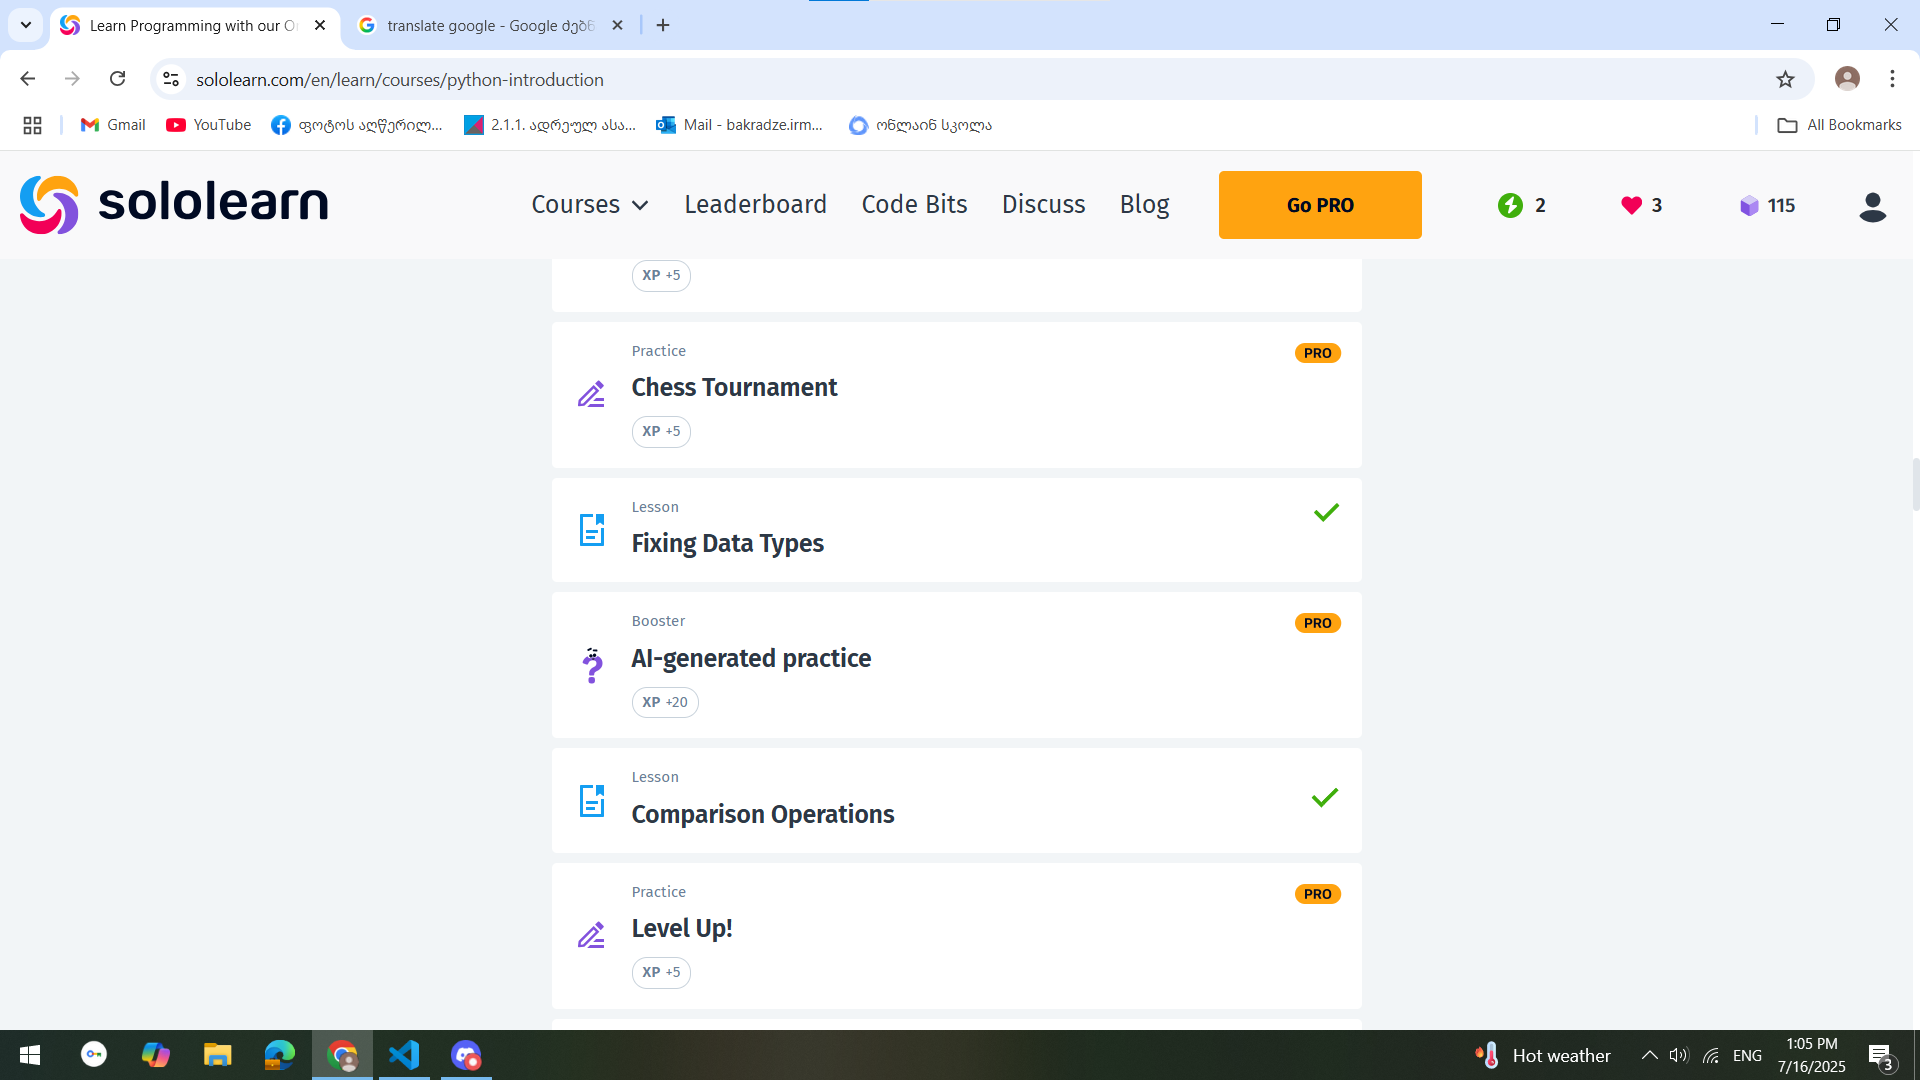 Learn Programming with our O
translate google - Google ძებნ
sololearn.com/en/learn/courses/python-introduction
Gmail
YouTube
ფოტოს აღწერილ...
2.1.1. ადრეულ ასა...
Mail - bakradze.irm...
ონლაინ სკოლა
All Bookmarks
sololearn
Courses
Leaderboard
Code Bits
Discuss
Blog
Go PRO
2
3
115
XP +5
Practice
PRO
Chess Tournament
XP +5
Lesson
Fixing Data Types
Booster
PRO
AI-generated practice
XP +20
Lesson
Comparison Operations
Practice
PRO
Level Up!
XP +5
Hot weather
ENG
1:05 PM
7/16/2025
3